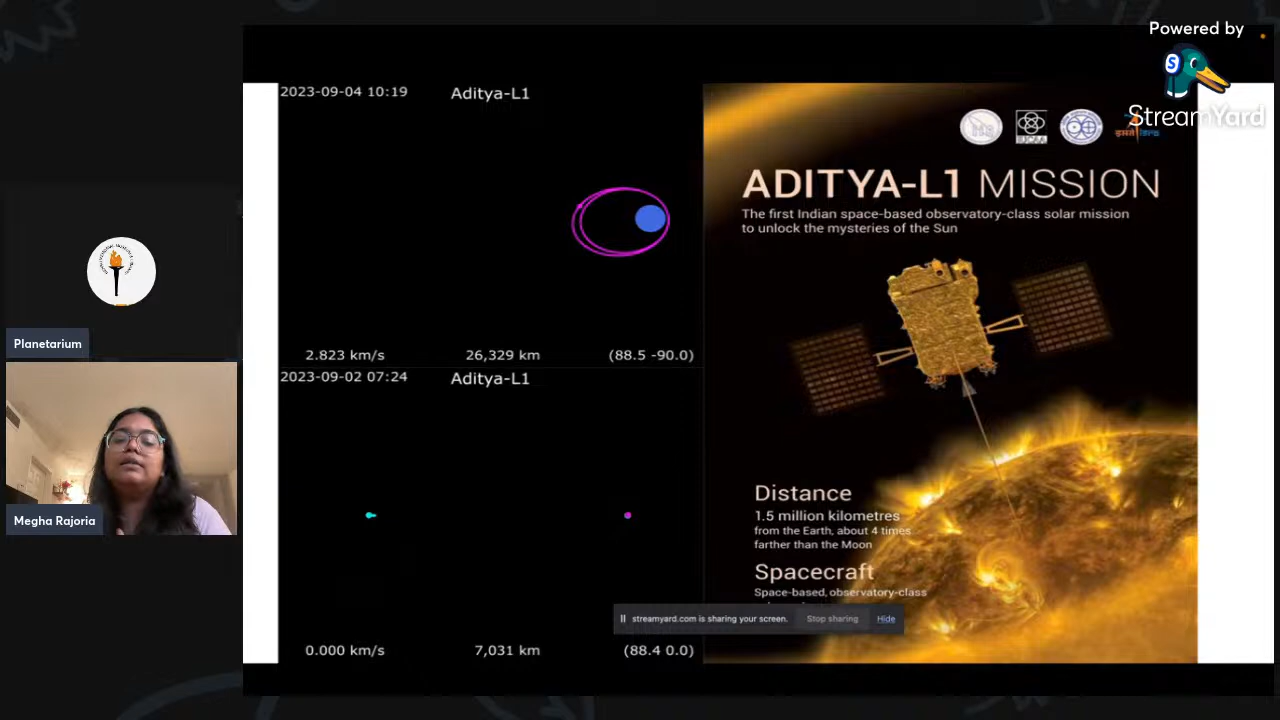 Powered by
StreamYard
2023-09-04 10:19 Aditya-L1
2.823 km/s 26,329 km (88.5 -90.0)
2023-09-02 07:24 Aditya-L1
0.000 km/s 7,031 km (88.4 0.0)
इसरो isro
ADITYA-L1 MISSION
The first Indian space-based observatory-class solar mission
to unlock the mysteries of the Sun
Distance
1.5 million kilometres
from the Earth, about 4 times
farther than the Moon
Spacecraft
Space-based, observatory-class
streamyard.com is sharing your screen. Stop sharing Hide
Planetarium
Megha Rajoria